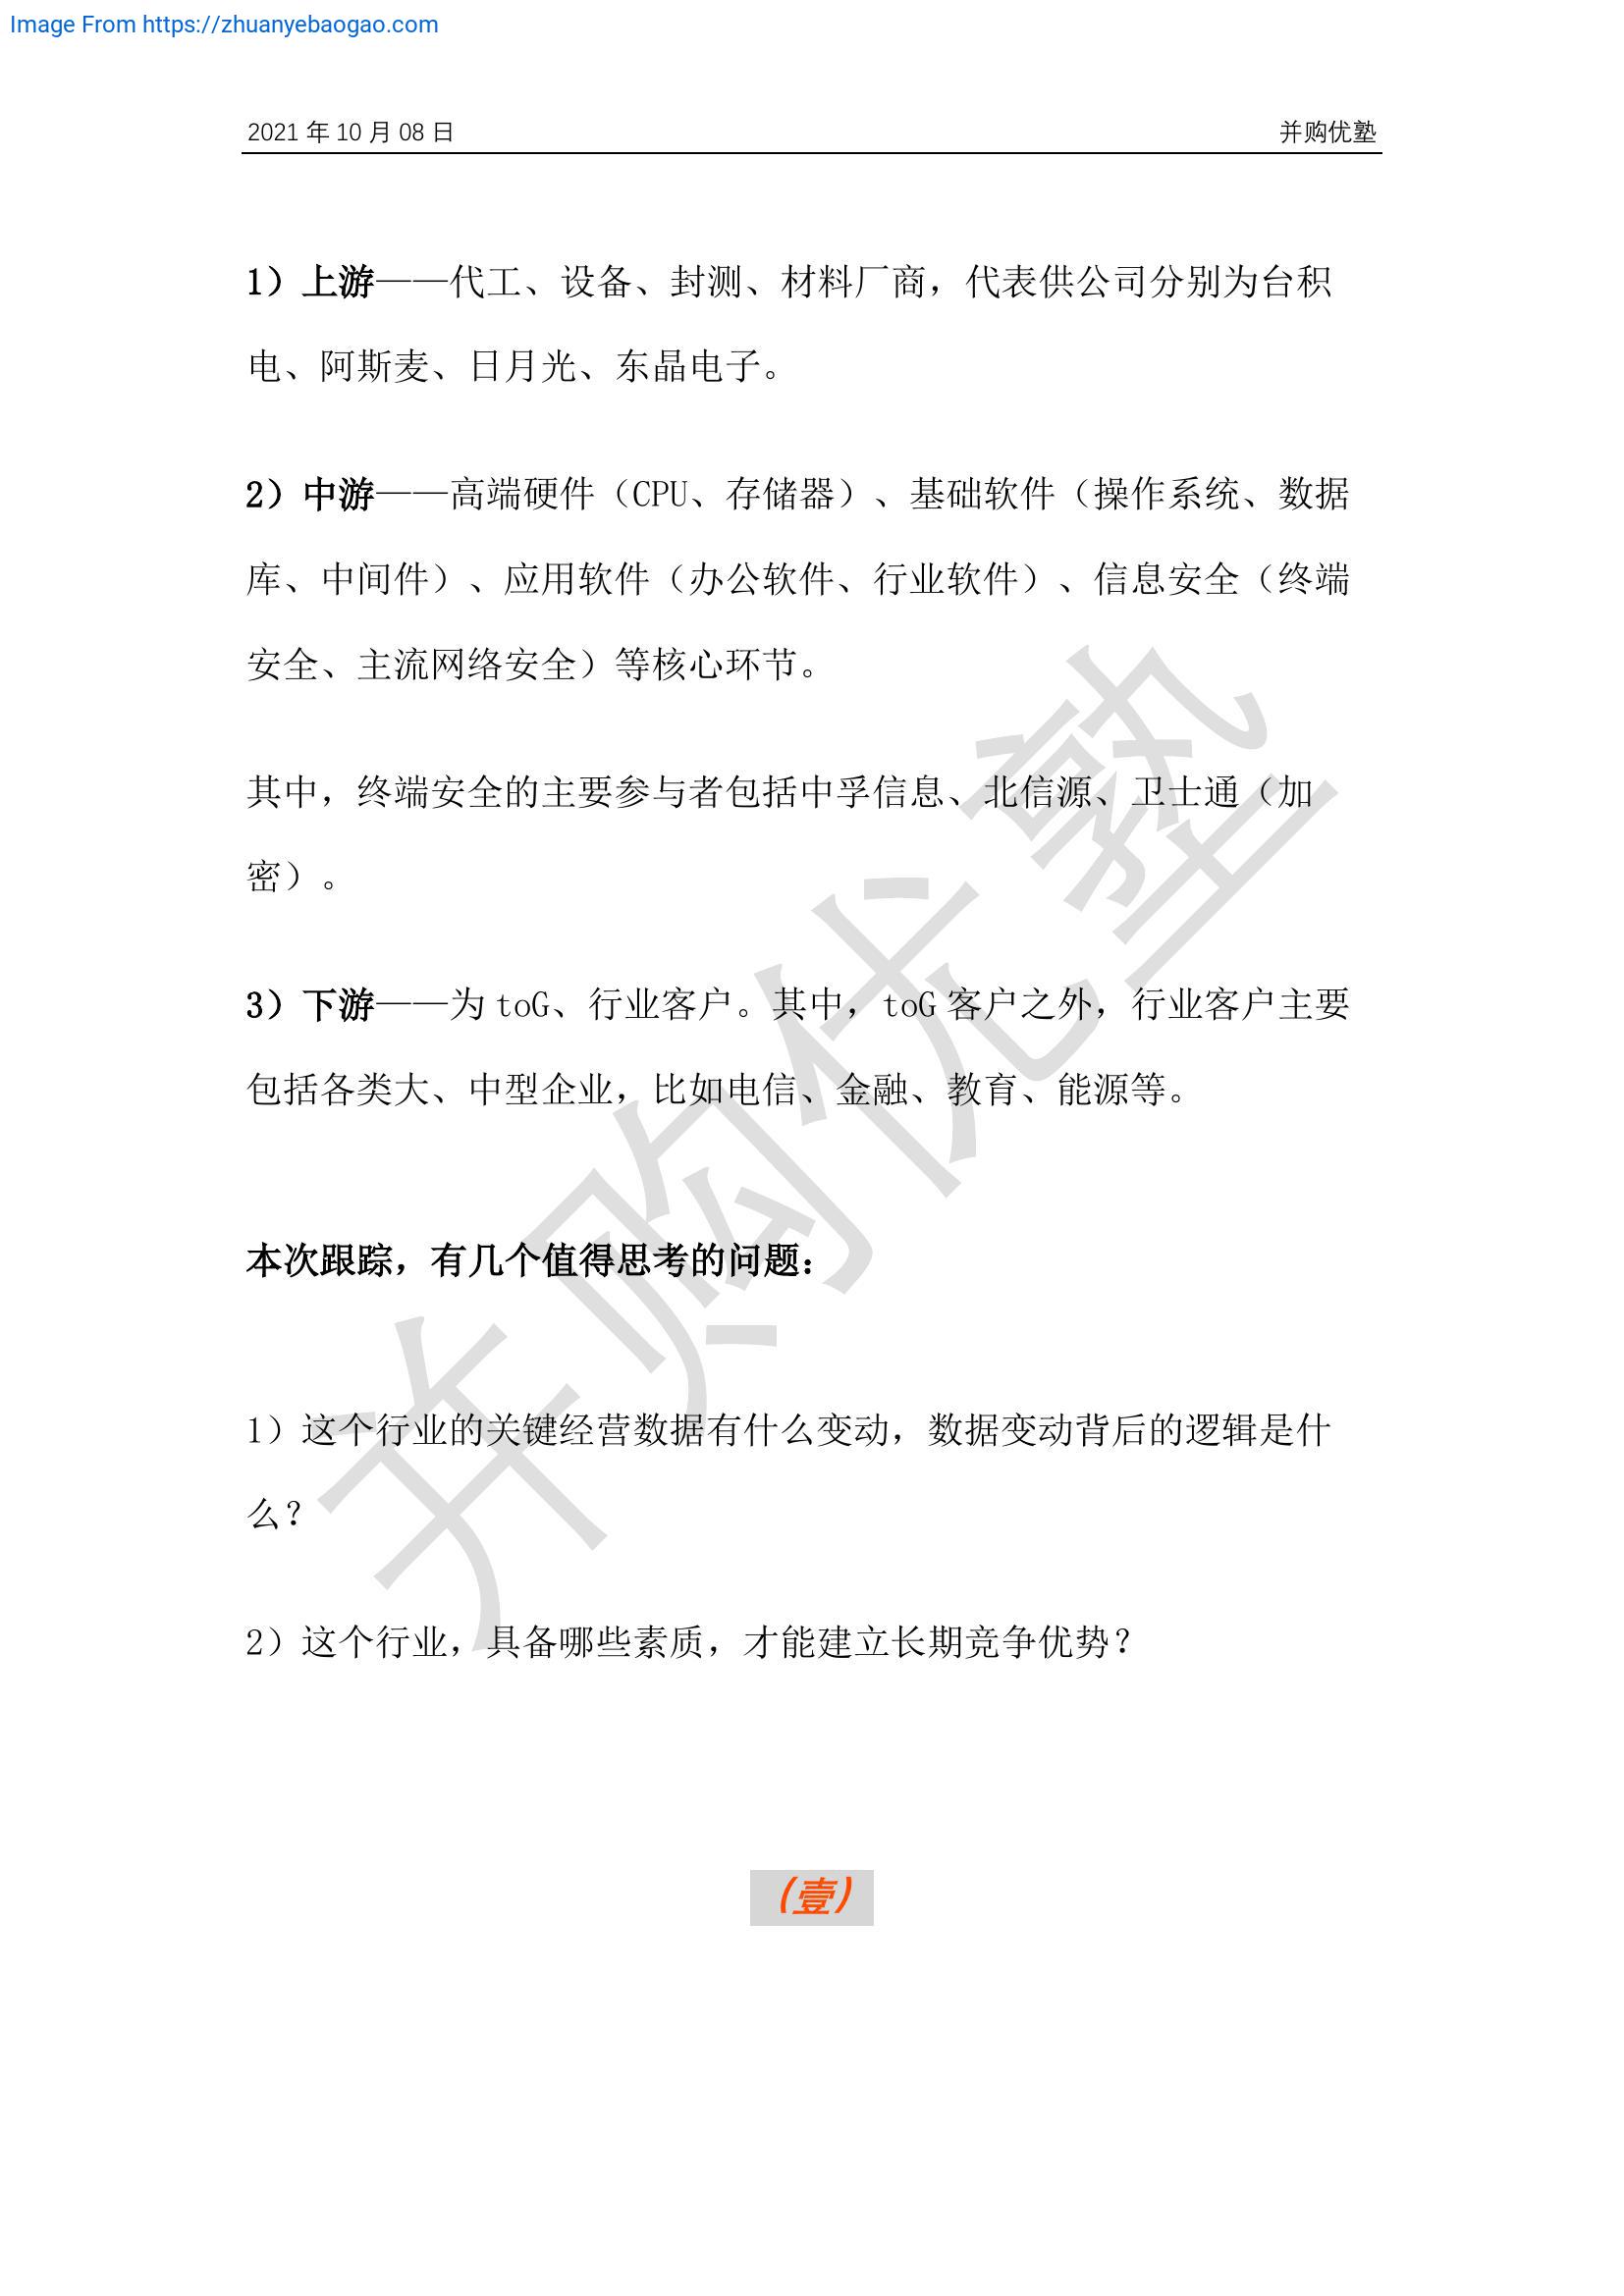 Image From https://zhuanyebaogao.com
2021 年 10 月 08 日 并购优塾
1）上游——代工、设备、封测、材料厂商，代表供公司分别为台积
电、阿斯麦、日月光、东晶电子。
2）中游——高端硬件（CPU、存储器）、基础软件（操作系统、数据
库、中间件）、应用软件（办公软件、行业软件）、信息安全（终端
安全、主流网络安全）等核心环节。
其中，终端安全的主要参与者包括中孚信息、北信源、卫士通（加
密）。
3）下游——为 toG、行业客户。其中，toG 客户之外，行业客户主要
包括各类大、中型企业，比如电信、金融、教育、能源等。
本次跟踪，有几个值得思考的问题：
1）这个行业的关键经营数据有什么变动，数据变动背后的逻辑是什
么？
2）这个行业，具备哪些素质，才能建立长期竞争优势？
（壹）
并购优塾